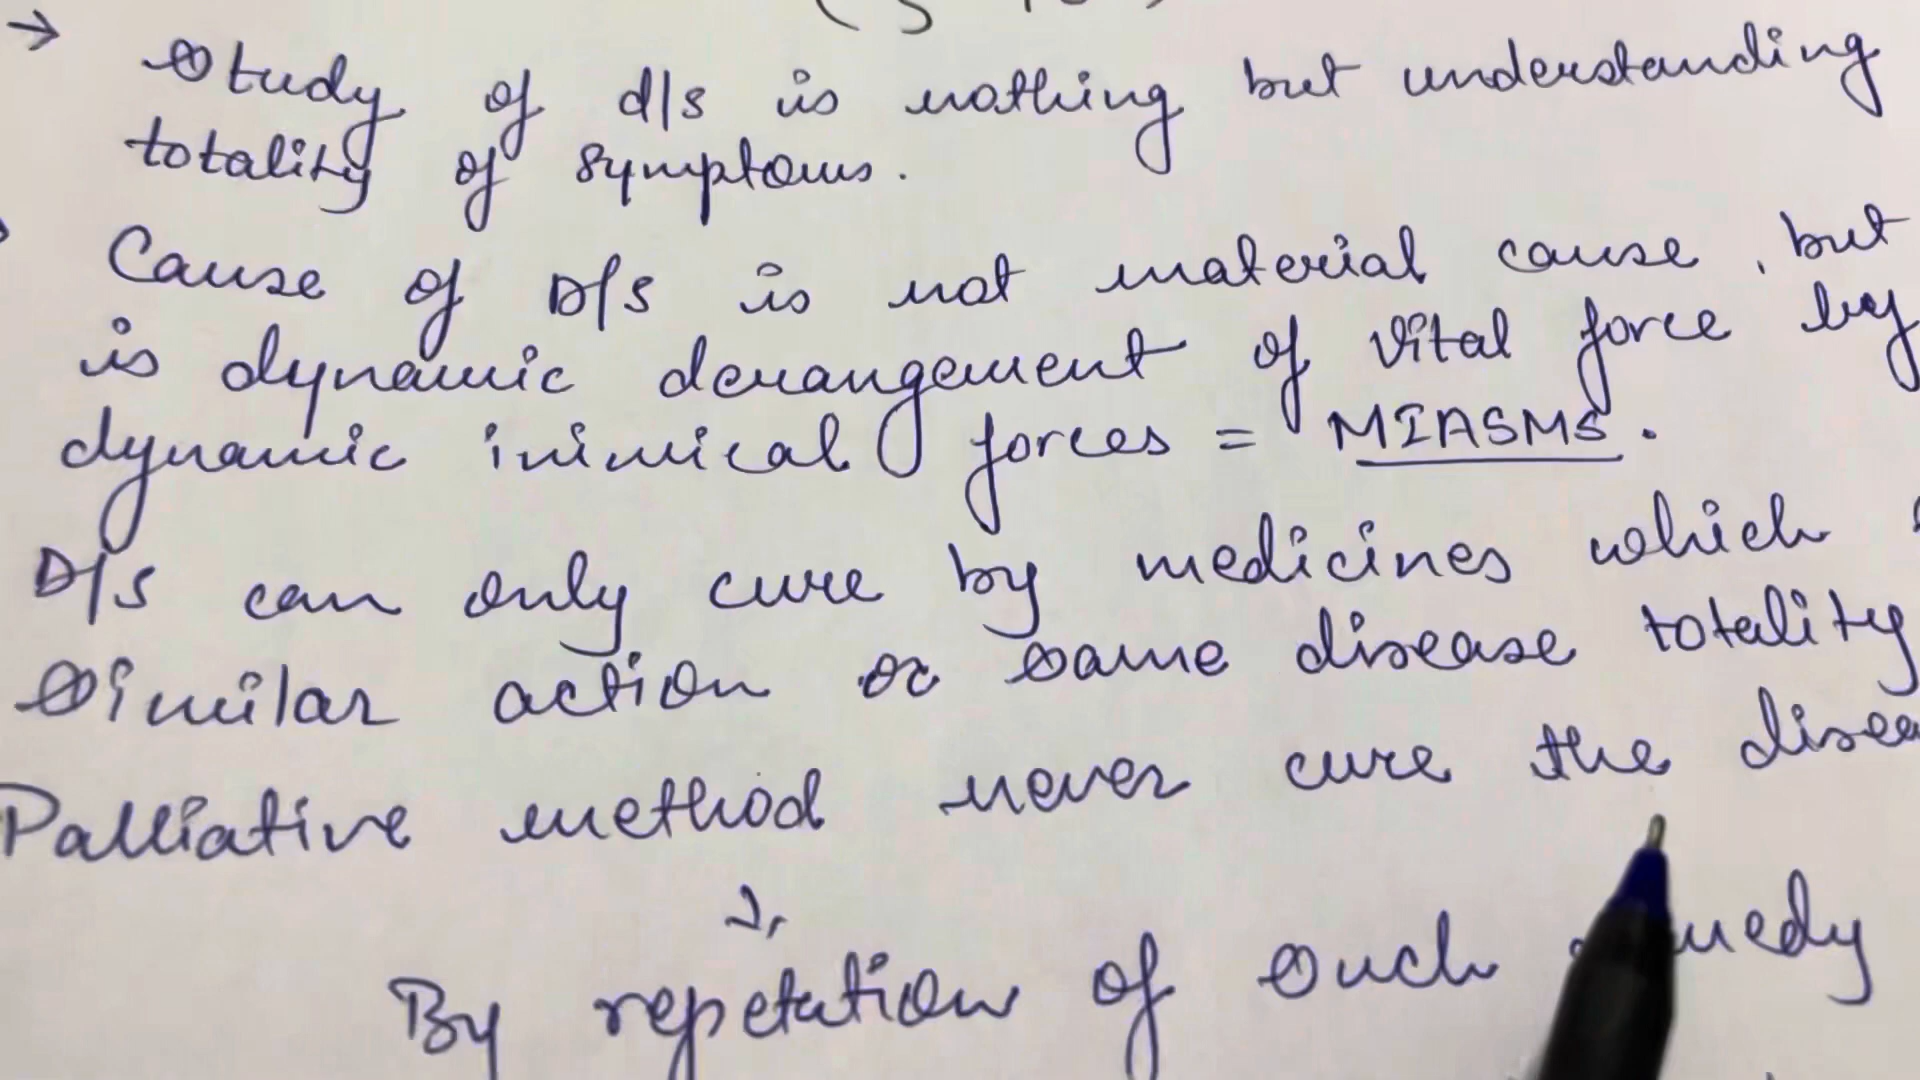 → Study of d/s is nothing but understanding
totality of symptoms.
Cause of D/s is not material cause, but
is dynamic derangement of vital force by
dynamic inimical forces = MIASMS.
D/s can only cure by medicines which
Similar action or same disease totality
Palliative method never cure the disea
By repetation of such